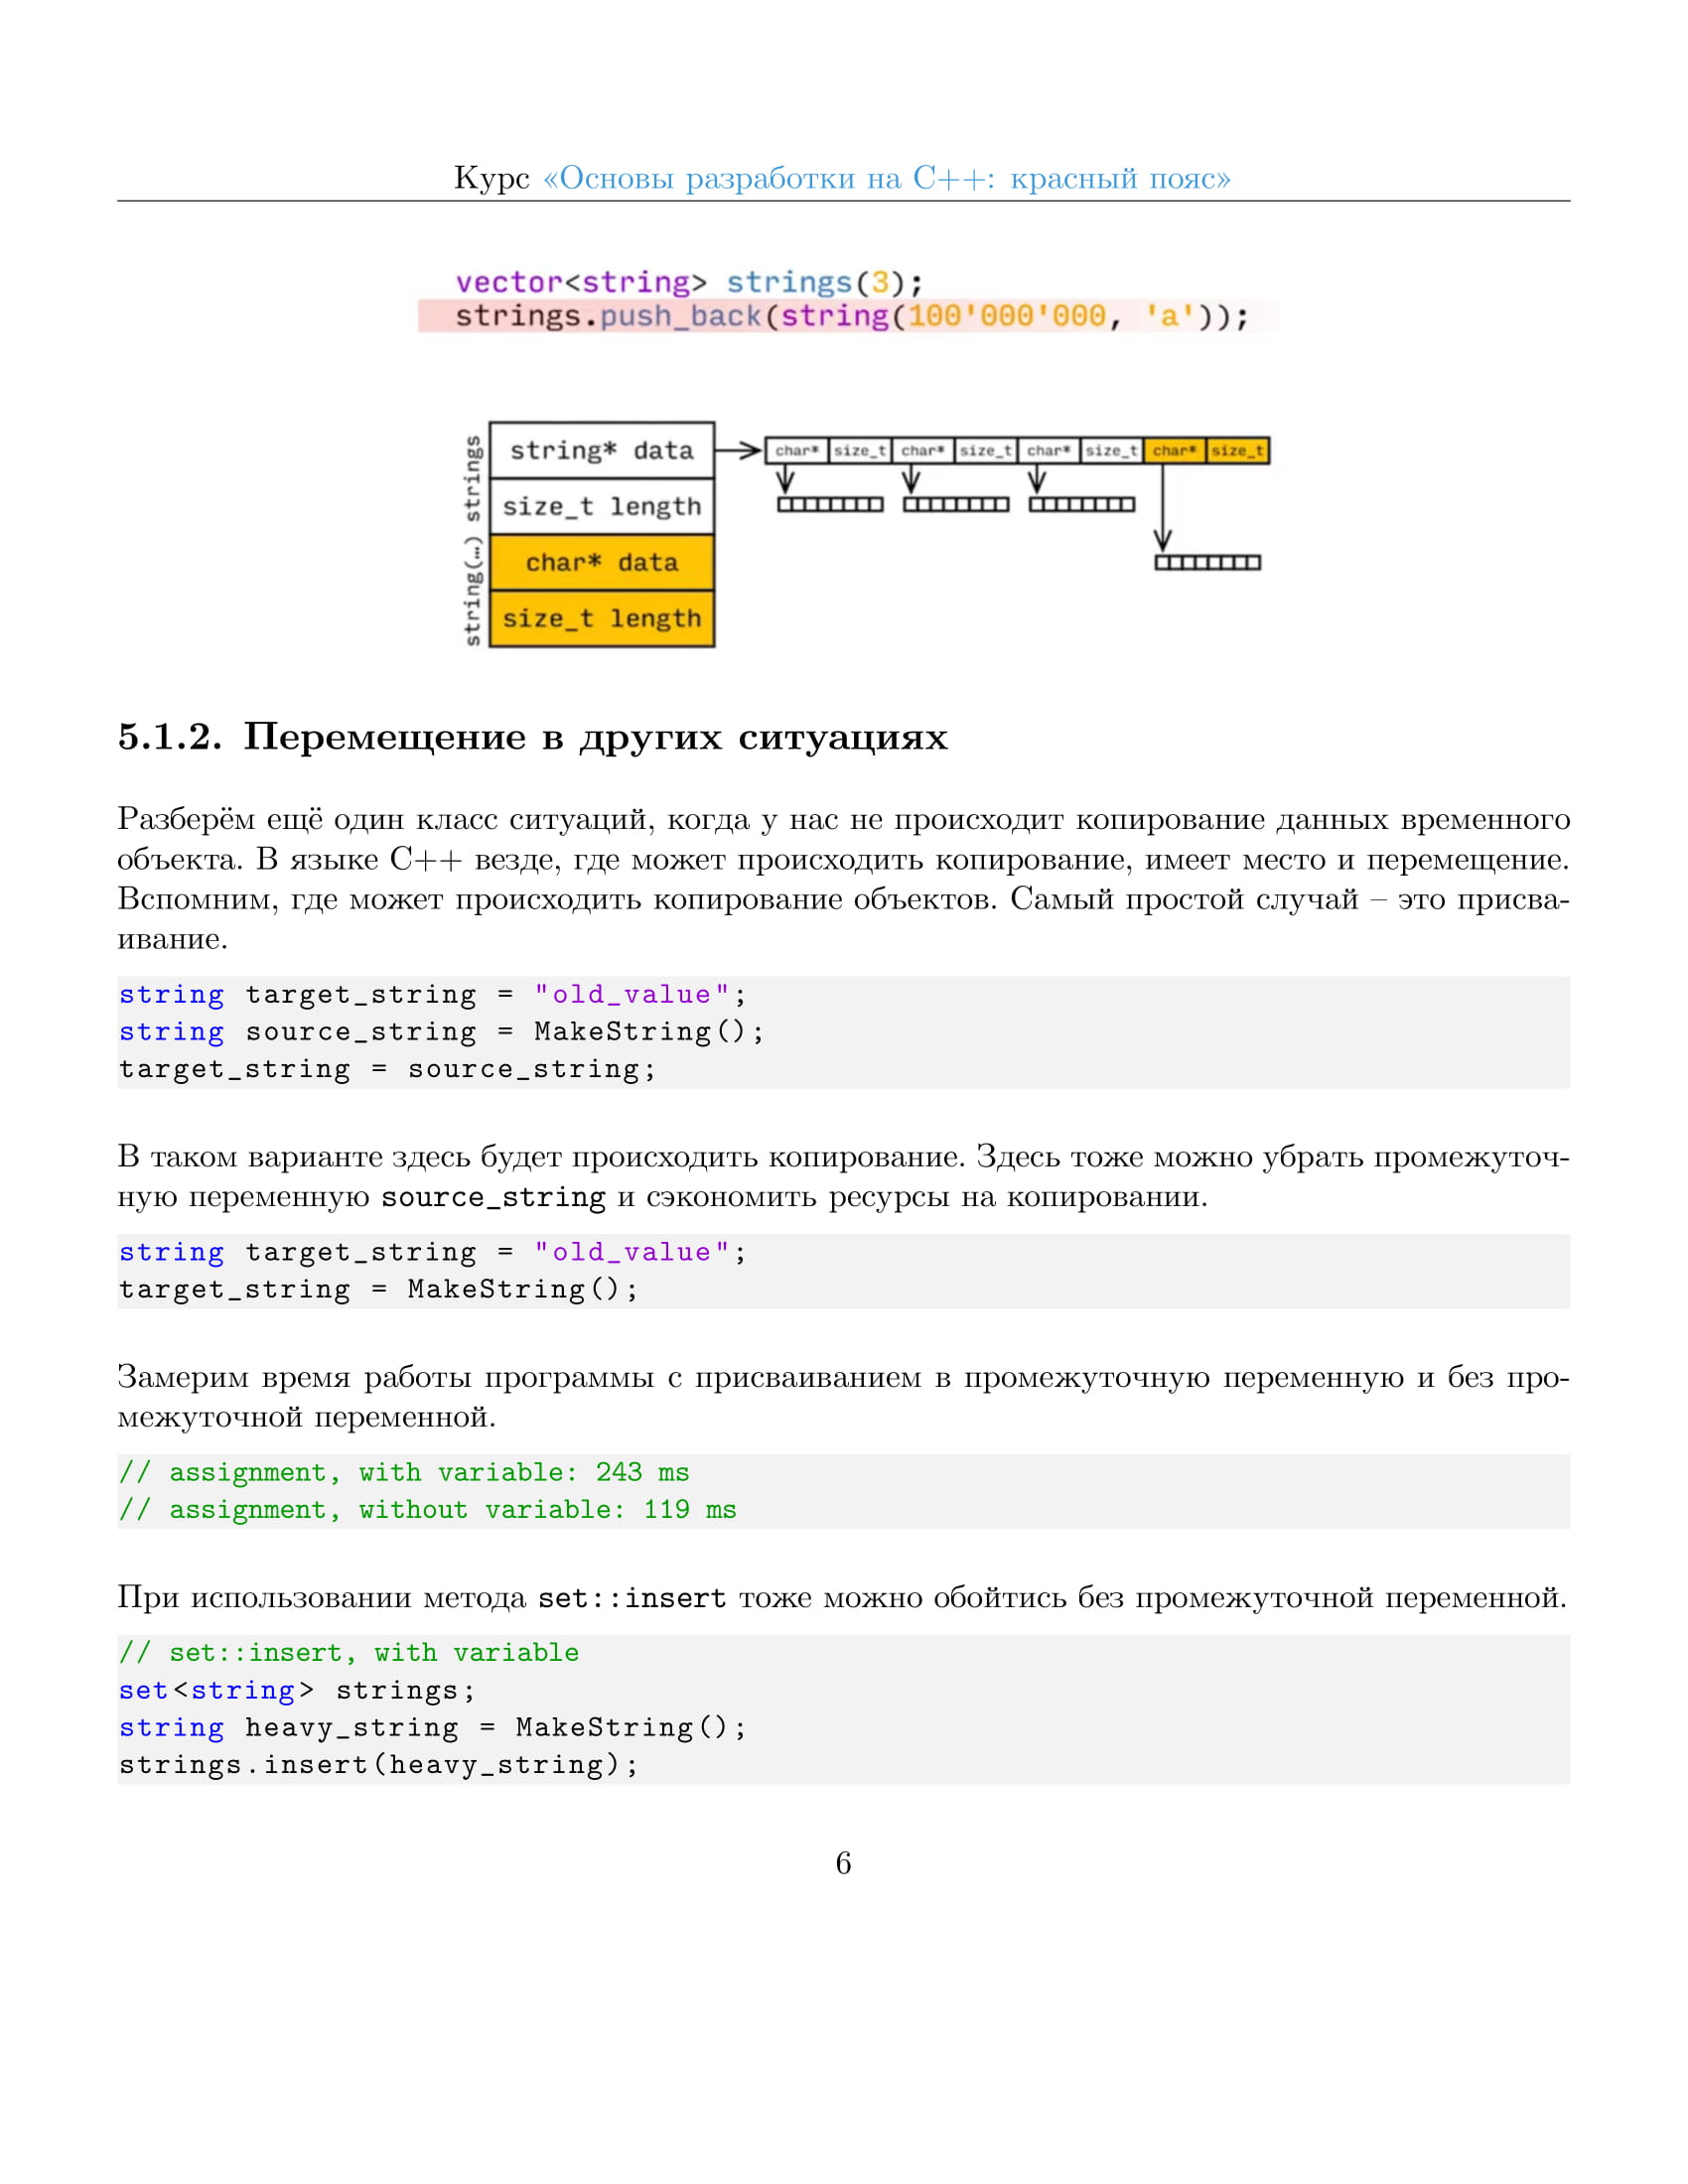 Курс «Основы разработки на C++: красный пояс»
vector<string> strings(3);
strings.push_back(string(100'000'000, 'a'));
strings
string(…)
string* data
size_t length
char* data
size_t length
char* size_t char* size_t char* size_t char* size_t
5.1.2. Перемещение в других ситуациях
Разберём ещё один класс ситуаций, когда у нас не происходит копирование данных временного
объекта. В языке C++ везде, где может происходить копирование, имеет место и перемещение.
Вспомним, где может происходить копирование объектов. Самый простой случай – это присва-
ивание.
string target_string = "old_value";
string source_string = MakeString();
target_string = source_string;
В таком варианте здесь будет происходить копирование. Здесь тоже можно убрать промежуточ-
ную переменную source_string и сэкономить ресурсы на копировании.
string target_string = "old_value";
target_string = MakeString();
Замерим время работы программы с присваиванием в промежуточную переменную и без про-
межуточной переменной.
// assignment, with variable: 243 ms
// assignment, without variable: 119 ms
При использовании метода set::insert тоже можно обойтись без промежуточной переменной.
// set::insert, with variable
set<string> strings;
string heavy_string = MakeString();
strings.insert(heavy_string);
6